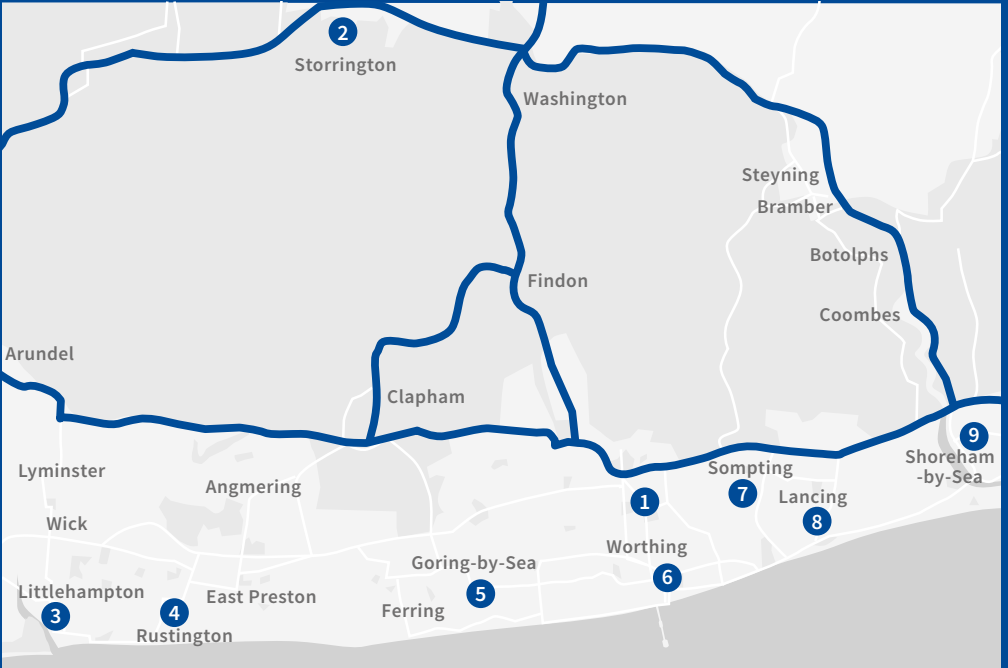 2
Storrington
Washington
Steyning
Bramber
Botolphs
Findon
Coombes
Arundel
Clapham
9
Shoreham
-by-Sea
Lyminster
Sompting
Angmering
7
Lancing
1
8
Wick
Worthing
Goring-by-Sea
6
Littlehampton
5
East Preston
3
4
Ferring
Rustington